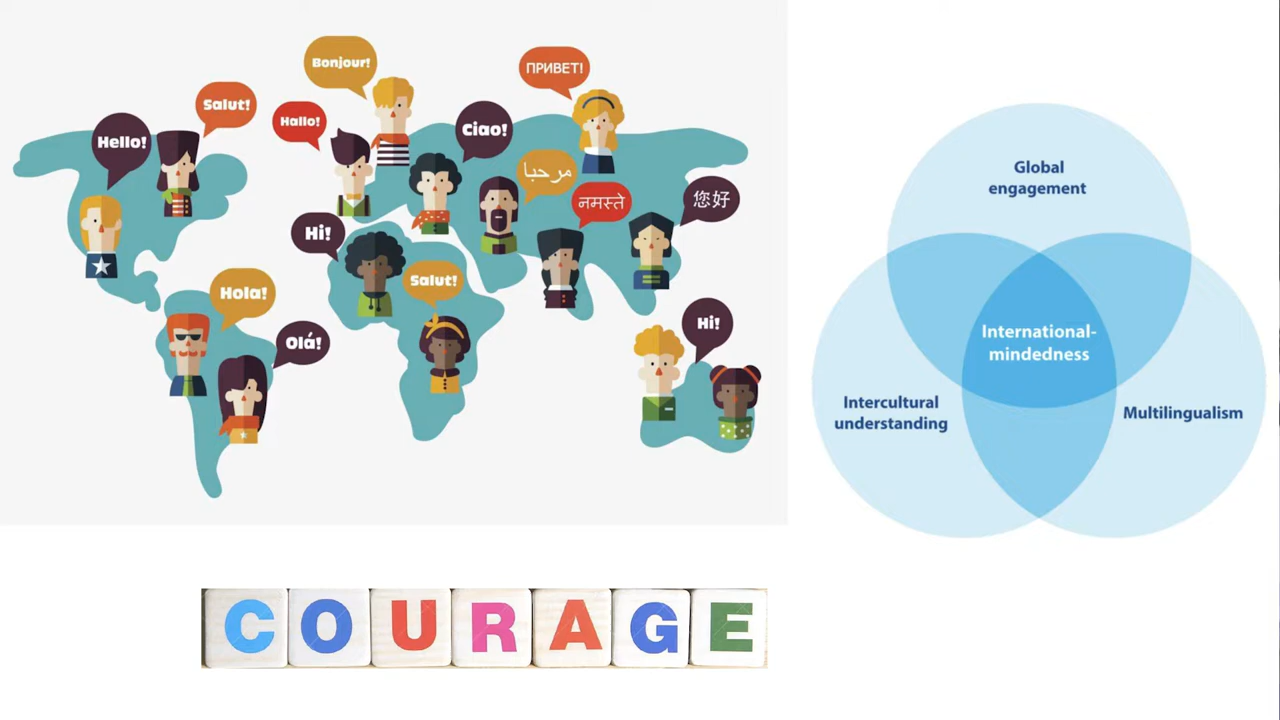 Bonjour!
ПРИВЕТ!
Salut!
Hallo!
Ciao!
Hello!
مرحبا
नमस्ते
您好
Hi!
Salut!
Hola!
Hi!
Olá!
Global
engagement
International-
mindedness
Intercultural
understanding
Multilingualism
COURAGE